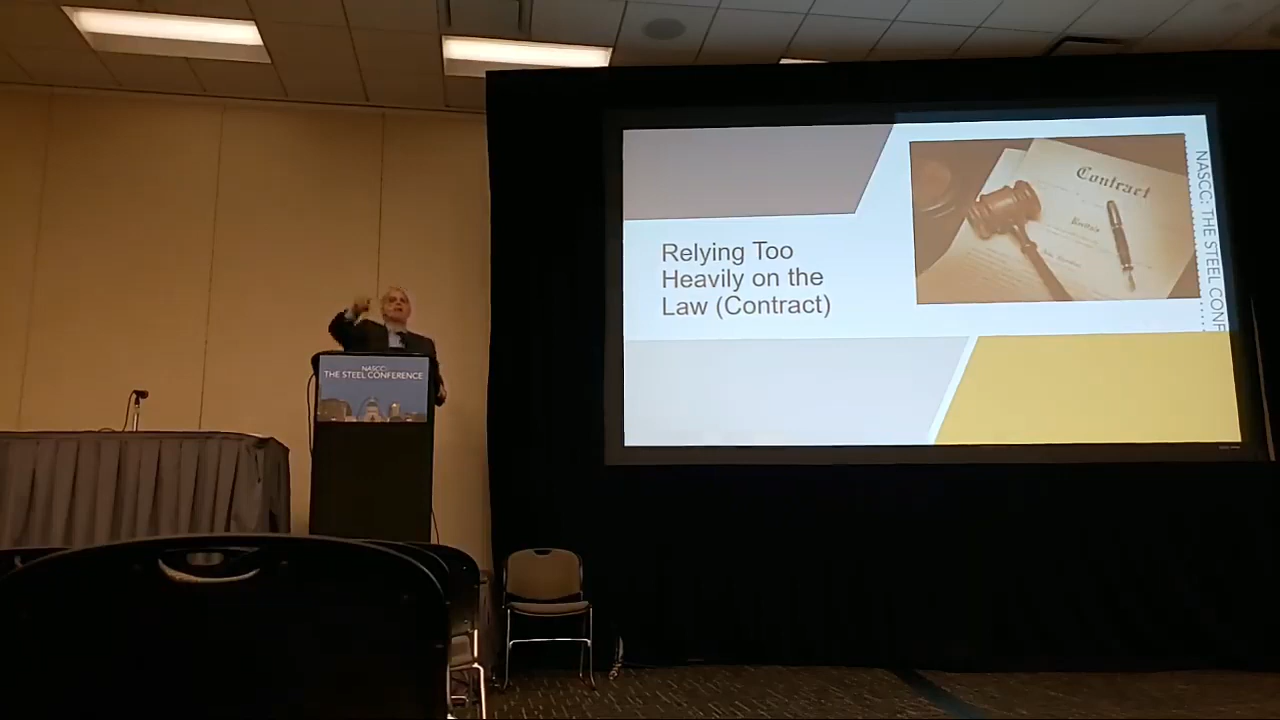 NASCC:
THE STEEL CONFERENCE
Relying Too
Heavily on the
Law (Contract)
Contract
NASCC: THE STEEL CONF